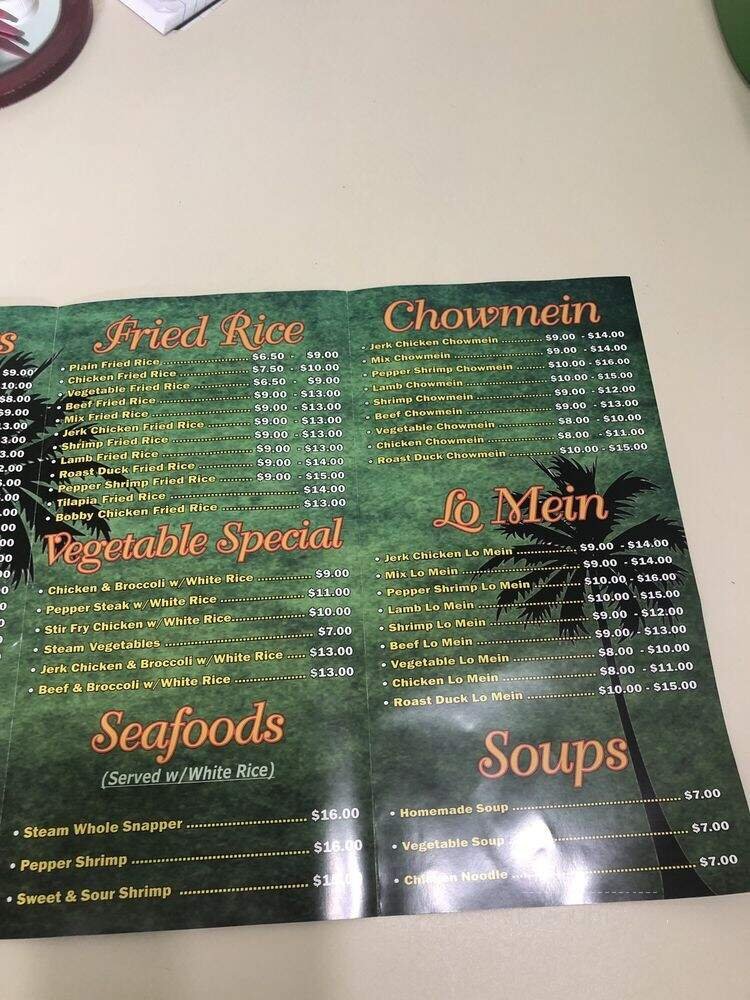 s
$9.00
10.00
$8.00
$9.00
Fried Rice
• Plain Fried Rice ........ $6.50 - $9.00
• Chicken Fried Rice ........ $7.50 - $10.00
• Vegetable Fried Rice ........ $6.50 - $9.00
• Beef Fried Rice ........ $9.00 - $13.00
• Mix Fried Rice ........ $9.00 - $13.00
• Jerk Chicken Fried Rice ........ $9.00 - $13.00
• Shrimp Fried Rice ........ $9.00 - $13.00
• Lamb Fried Rice ........ $9.00 - $13.00
• Roast Duck Fried Rice ........ $9.00 - $14.00
• Pepper Shrimp Fried Rice ........ $9.00 - $15.00
• Tilapia Fried Rice ........ $14.00
• Bobby Chicken Fried Rice ........ $13.00
Vegetable Special
• Chicken & Broccoli w/White Rice ........ $9.00
• Pepper Steak w/White Rice ........ $11.00
• Stir Fry Chicken w/White Rice ........ $10.00
• Steam Vegetables ........ $7.00
• Jerk Chicken & Broccoli w/White Rice ........ $13.00
• Beef & Broccoli w/White Rice ........ $13.00
Seafoods
(Served w/White Rice)
• Steam Whole Snapper ........ $16.00
• Pepper Shrimp ........ $16.00
• Sweet & Sour Shrimp ........
Chowmein
• Jerk Chicken Chowmein ........ $9.00 - $14.00
• Mix Chowmein ........ $9.00 - $14.00
• Pepper Shrimp Chowmein ........ $10.00 - $16.00
• Lamb Chowmein ........ $10.00 - $15.00
• Shrimp Chowmein ........ $9.00 - $12.00
• Beef Chowmein ........ $9.00 - $13.00
• Vegetable Chowmein ........ $8.00 - $10.00
• Chicken Chowmein ........ $8.00 - $11.00
• Roast Duck Chowmein ........ $10.00 - $15.00
Lo Mein
• Jerk Chicken Lo Mein ........ $9.00 - $14.00
• Mix Lo Mein ........ $9.00 - $14.00
• Pepper Shrimp Lo Mein ........ $10.00 - $16.00
• Lamb Lo Mein ........ $10.00 - $15.00
• Shrimp Lo Mein ........ $9.00 - $12.00
• Beef Lo Mein ........ $9.00 - $13.00
• Vegetable Lo Mein ........ $8.00 - $10.00
• Chicken Lo Mein ........ $8.00 - $11.00
• Roast Duck Lo Mein ........ $10.00 - $15.00
Soups
• Homemade Soup ........ $7.00
• Vegetable Soup ........ $7.00
• Chicken Noodle ........ $7.00